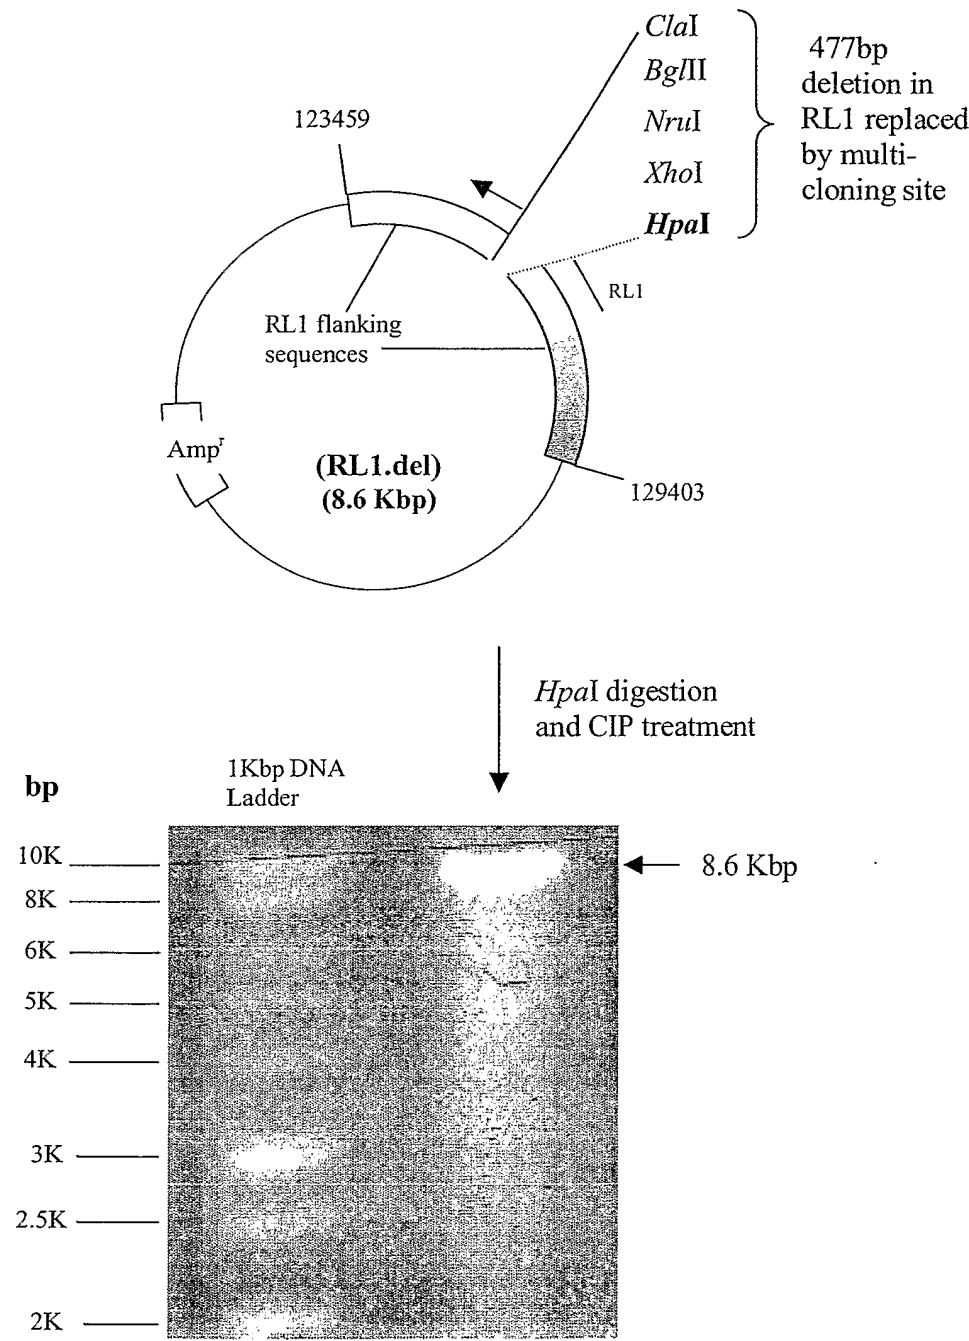 ClaI
BglII
NruI
XhoI
HpaI
477bp
deletion in
RL1 replaced
by multi-
cloning site
123459
RL1
RL1 flanking
sequences
Ampr
(RL1.del)
(8.6 Kbp)
129403
HpaI digestion
and CIP treatment
bp
1Kbp DNA
Ladder
10K
8K
6K
5K
4K
3K
2.5K
2K
8.6 Kbp